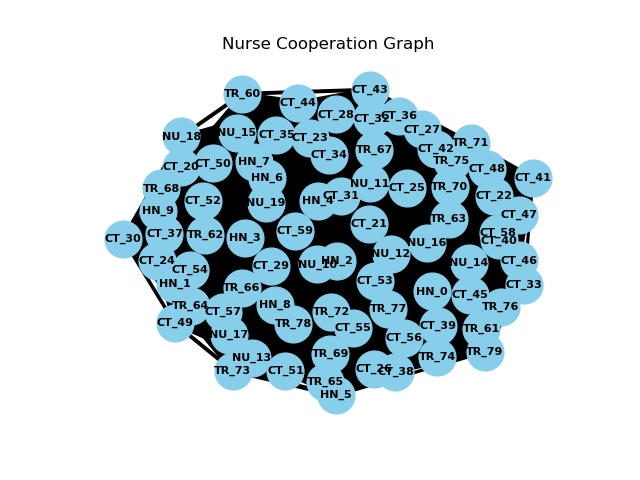 Nurse Cooperation Graph
CT_43
TR_60
CT_44
CT_28
CT_36
CT_32
CT_27
NU_18
NU_15
CT_35
CT_23
TR_71
CT_42
TR_67
CT_34
TR_75
HN_7
CT_50
CT_20
CT_48
HN_6
CT_41
NU_11
TR_68
CT_25
TR_70
CT_31
CT_22
HN_4
CT_52
NU_19
HN_9
CT_47
TR_63
CT_21
CT_59
CT_58
CT_37
TR_62
HN_3
CT_30
CT_40
NU_16
NU_12
CT_24
HN_2
CT_46
NU_14
NU_10
CT_29
CT_54
CT_53
HN_1
CT_33
TR_66
HN_0
CT_45
HN_8
TR_64
TR_76
TR_77
CT_57
TR_72
CT_49
TR_78
CT_39
CT_55
TR_61
NU_17
CT_56
TR_79
TR_69
NU_13
TR_74
CT_26
TR_73
CT_51
CT_38
TR_65
HN_5